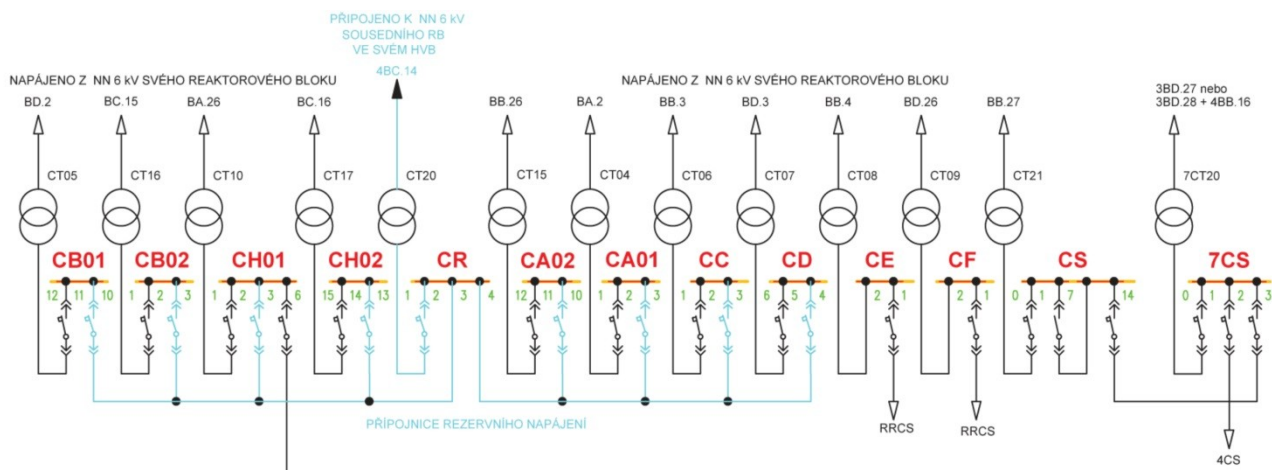 PŘIPOJENO K NN 6 kV
SOUSEDNÍHO RB
VE SVÉM HVB
4BC.14
NAPÁJENO Z NN 6 kV SVÉHO REAKTOROVÉHO BLOKU
NAPÁJENO Z NN 6 kV SVÉHO REAKTOROVÉHO BLOKU
3BD.27 nebo
3BD.28 + 4BB.16
BD.2 BC.15 BA.26 BC.16 BB.26 BA.2 BB.3 BD.3 BB.4 BD.26 BB.27
CT05 CT16 CT10 CT17 CT20 CT15 CT04 CT06 CT07 CT08 CT09 CT21 7CT20
CB01 CB02 CH01 CH02 CR CA02 CA01 CC CD CE CF CS 7CS
12 11 10 1 2 3 1 2 3 6 15 14 13 1 2 3 4 12 11 10 1 2 3 1 2 3 6 5 4 2 1 2 1 0 1 7 14 0 1 2 3
PŘÍPOJNICE REZERVNÍHO NAPÁJENÍ
RRCS RRCS
4CS